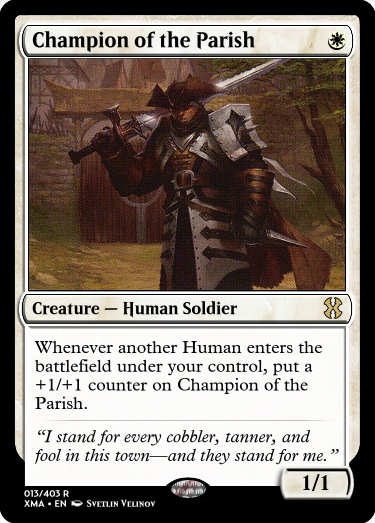 Champion of the Parish
Creature — Human Soldier
Whenever another Human enters the
battlefield under your control, put a
+1/+1 counter on Champion of the
Parish.
“I stand for every cobbler, tanner, and
fool in this town—and they stand for me.”
1/1
013/403 R
XMA • EN Svetlin Velinov